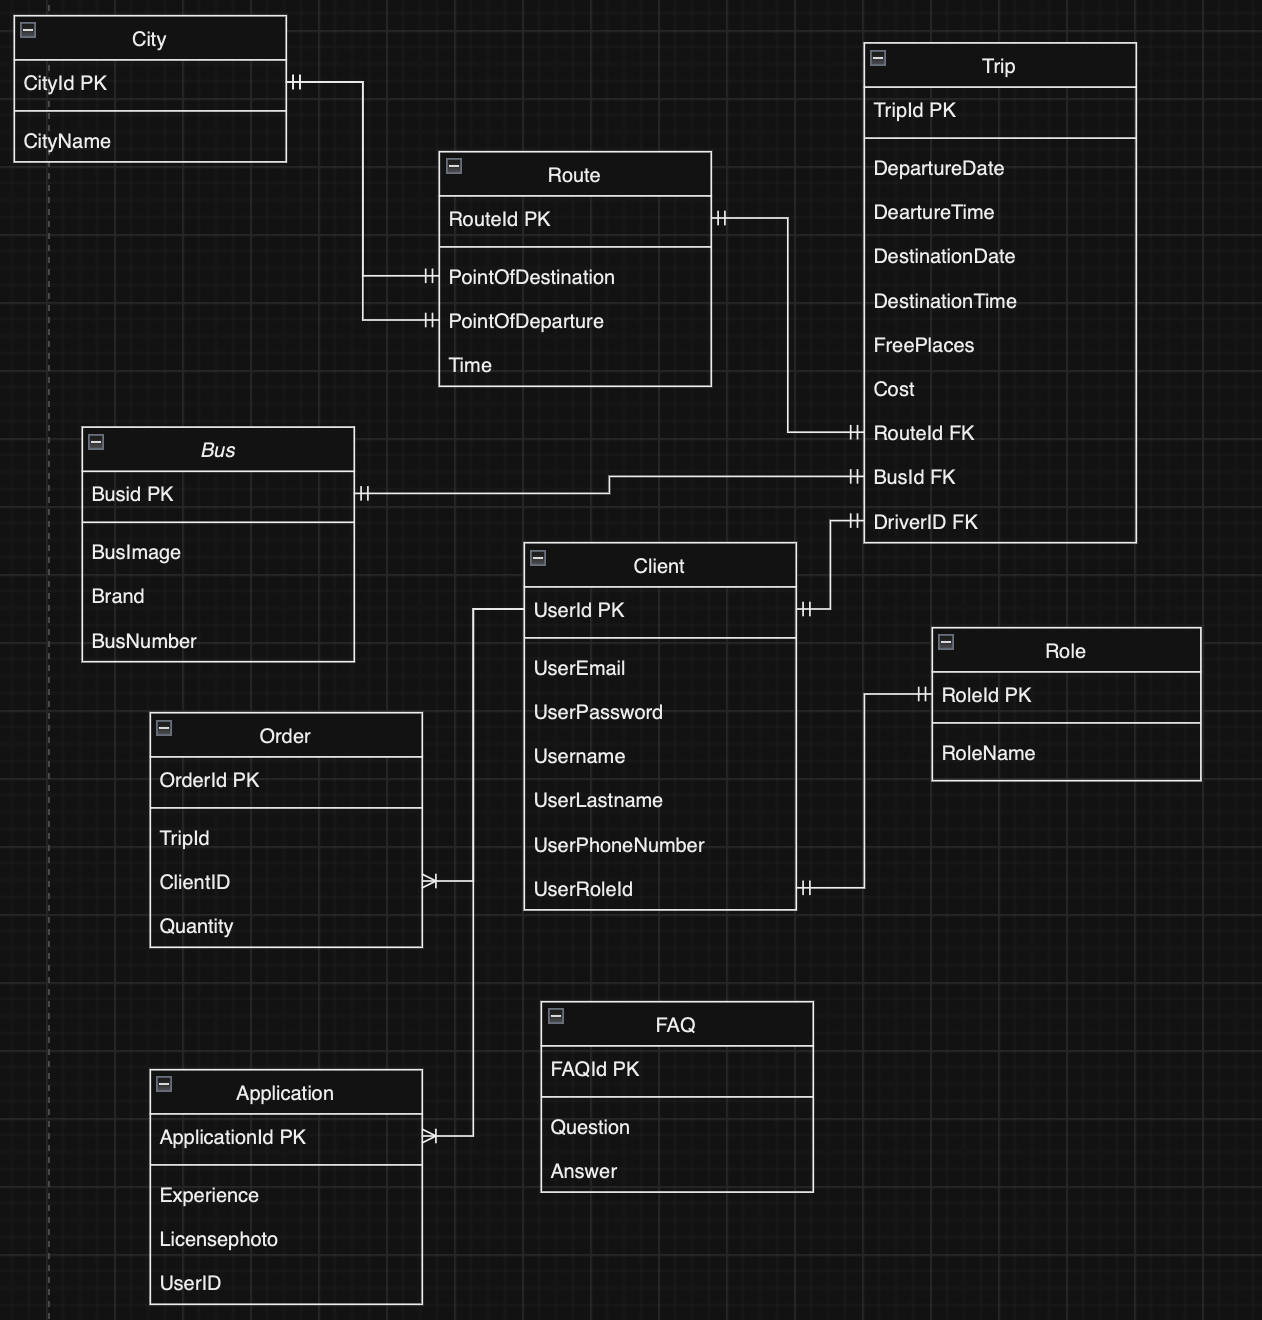 City
CityId PK
CityName
Route
RouteId PK
PointOfDestination
PointOfDeparture
Time
Trip
TripId PK
DepartureDate
DeartureTime
DestinationDate
DestinationTime
FreePlaces
Cost
RouteId FK
BusId FK
DriverID FK
Bus
Busid PK
BusImage
Brand
BusNumber
Client
UserId PK
UserEmail
UserPassword
Username
UserLastname
UserPhoneNumber
UserRoleId
Role
RoleId PK
RoleName
Order
OrderId PK
TripId
ClientID
Quantity
FAQ
FAQId PK
Question
Answer
Application
ApplicationId PK
Experience
Licensephoto
UserID